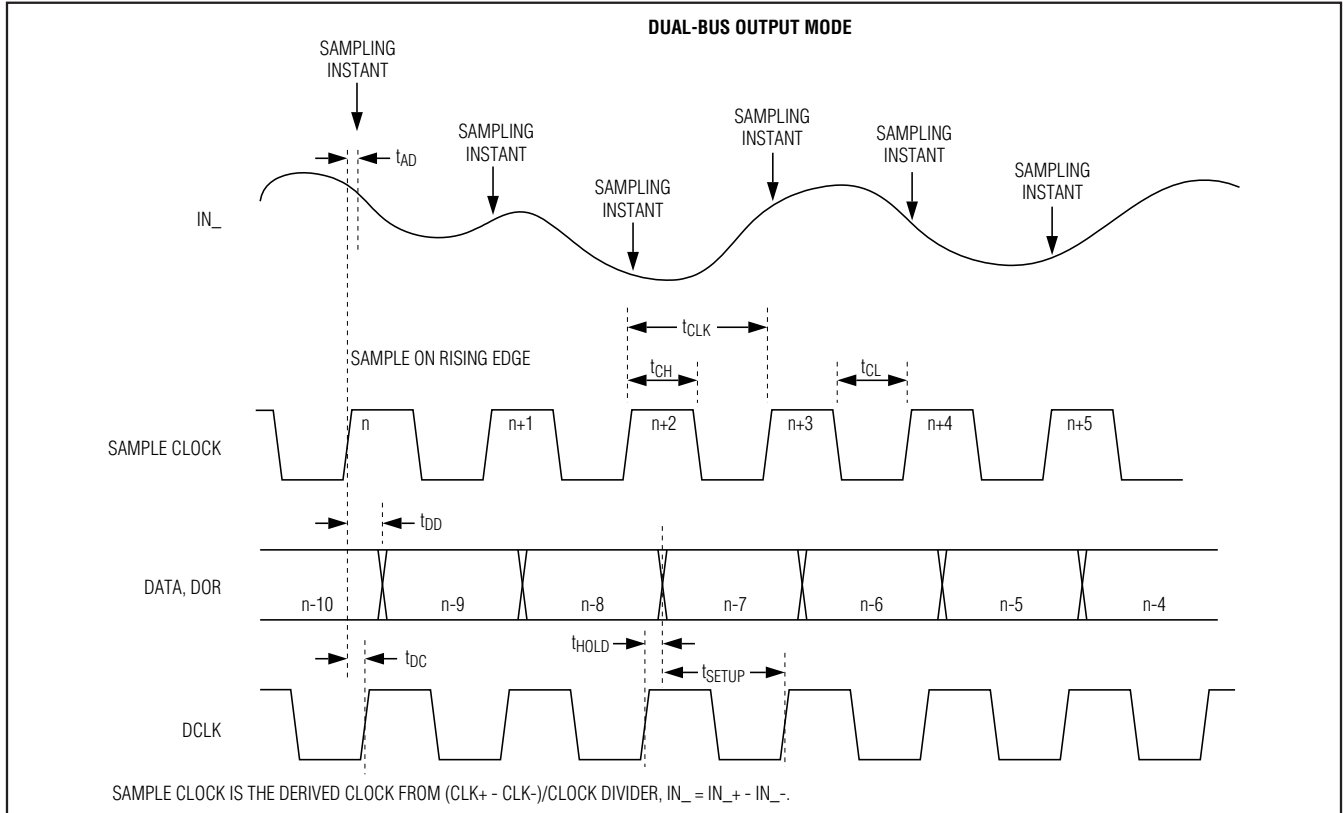 DUAL-BUS OUTPUT MODE
SAMPLING
INSTANT
tAD
SAMPLING
INSTANT
SAMPLING
INSTANT
SAMPLING
INSTANT
SAMPLING
INSTANT
SAMPLING
INSTANT
IN_
tCLK
SAMPLE ON RISING EDGE
tCH
tCL
SAMPLE CLOCK
n
n+1
n+2
n+3
n+4
n+5
tDD
DATA, DOR
n-10
n-9
n-8
n-7
n-6
n-5
n-4
tHOLD
tDC
tSETUP
DCLK
SAMPLE CLOCK IS THE DERIVED CLOCK FROM (CLK+ - CLK-)/CLOCK DIVIDER, IN_ = IN_+ - IN_-.